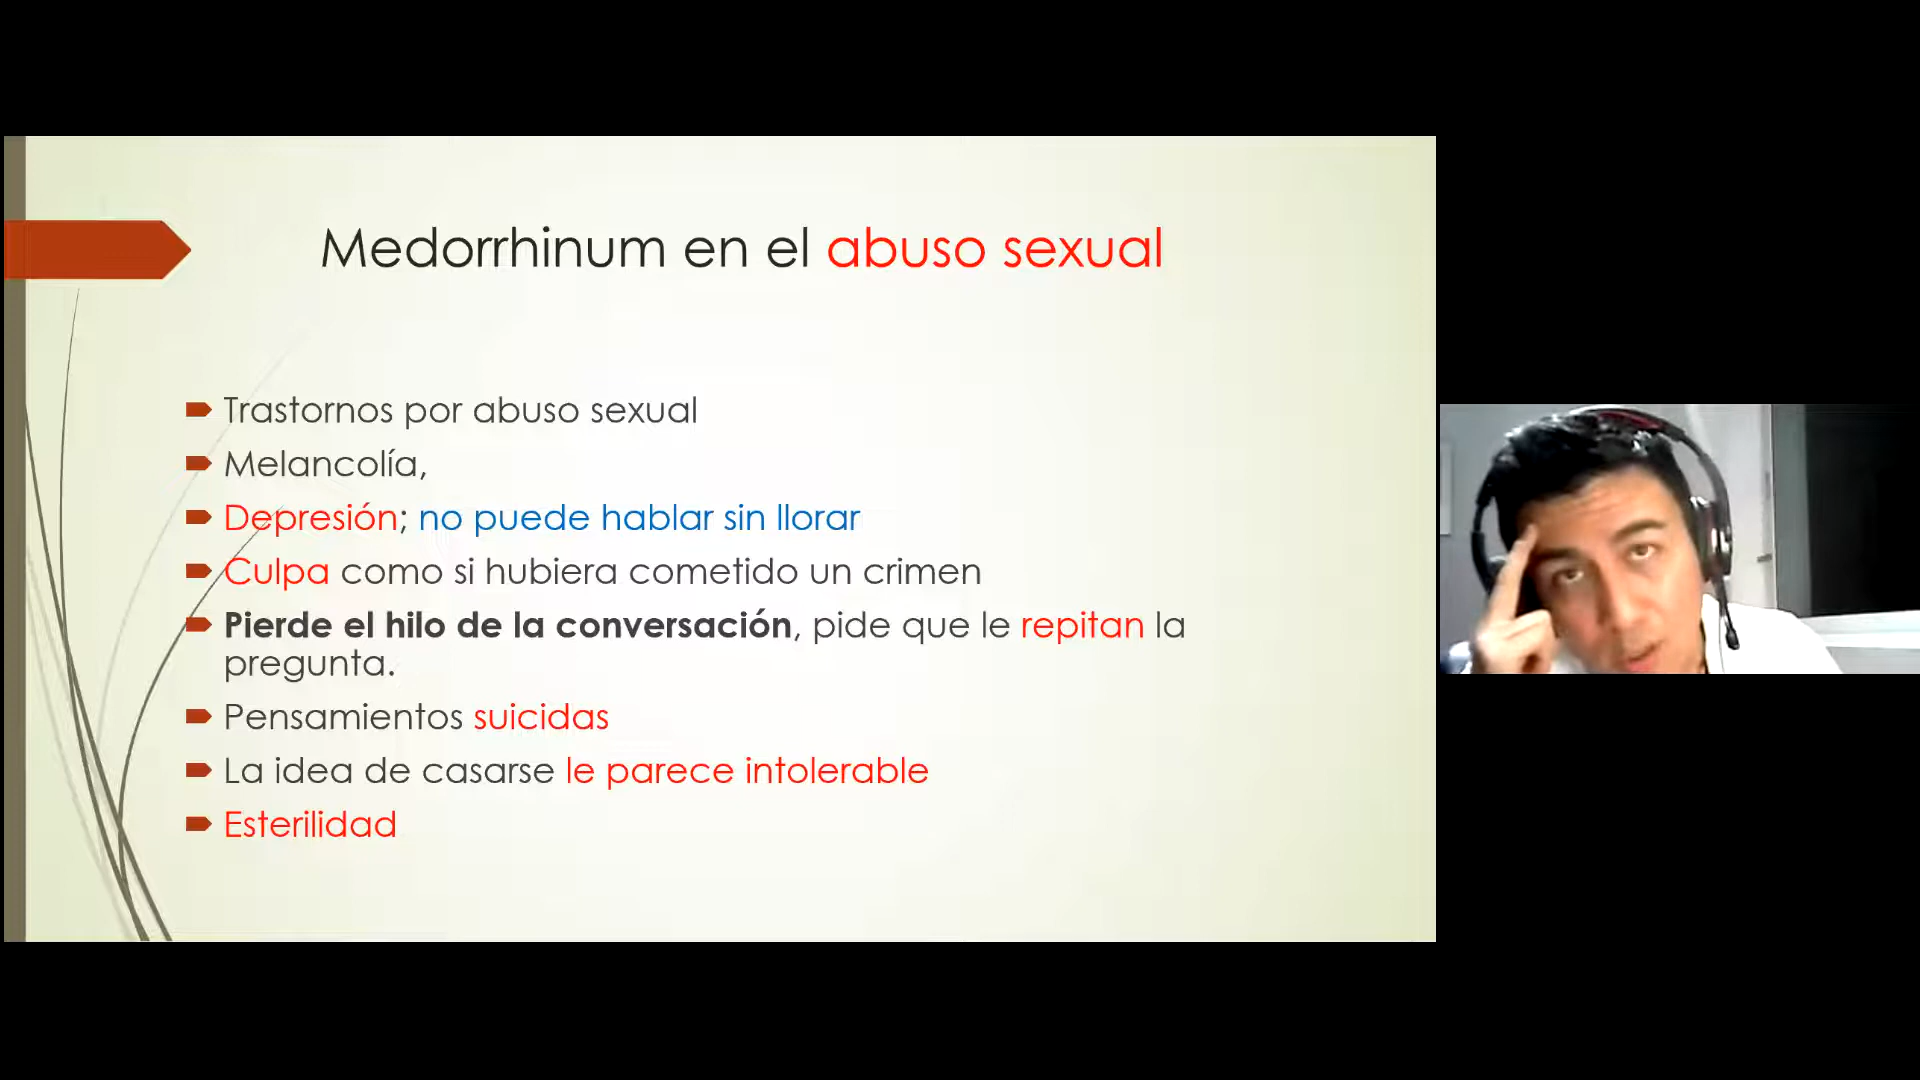 Medorrhinum en el abuso sexual
Trastornos por abuso sexual
Melancolía,
Depresión; no puede hablar sin llorar
Culpa como si hubiera cometido un crimen
Pierde el hilo de la conversación, pide que le repitan la
pregunta.
Pensamientos suicidas
La idea de casarse le parece intolerable
Esterilidad